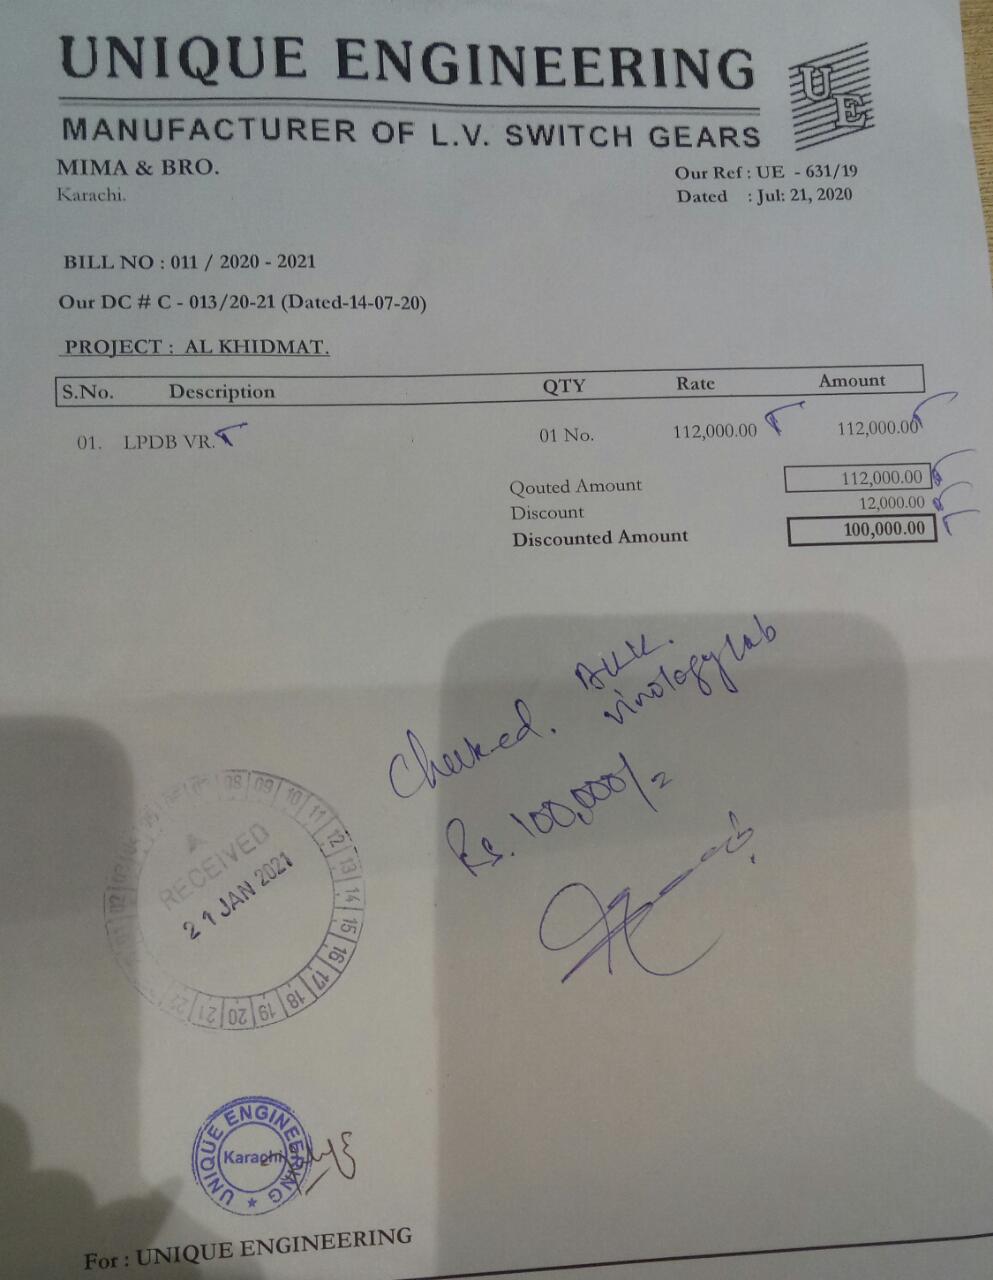 UNIQUE ENGINEERING
UE
MANUFACTURER OF L.V. SWITCH GEARS
MIMA & BRO.
Karachi.
Our Ref : UE - 631/19
Dated : Jul: 21, 2020
BILL NO : 011 / 2020 - 2021
Our DC # C - 013/20-21 (Dated-14-07-20)
PROJECT : AL KHIDMAT.
S.No. Description QTY Rate Amount
01. LPDB VR. 01 No. 112,000.00 112,000.00
Qouted Amount 112,000.00
Discount 12,000.00
Discounted Amount 100,000.00
Checked.
virology lab
Rs. 100,000/=
08 09 10 11 12 13 14 15 16 17 18 19 20 21 22
01 02 03
A
RECEIVED
21 JAN 2021
UNIQUE ENGINEERING
Karachi
For : UNIQUE ENGINEERING